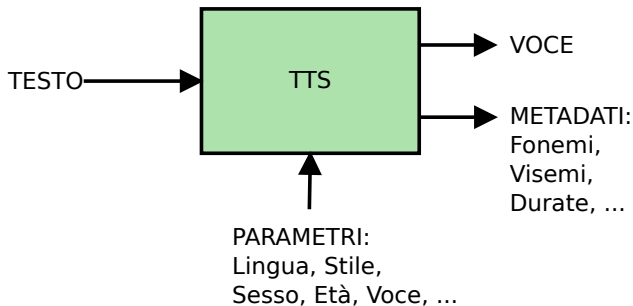 TESTO
TTS
VOCE
METADATI:
Fonemi,
Visemi,
Durate, ...
PARAMETRI:
Lingua, Stile,
Sesso, Età, Voce, ...